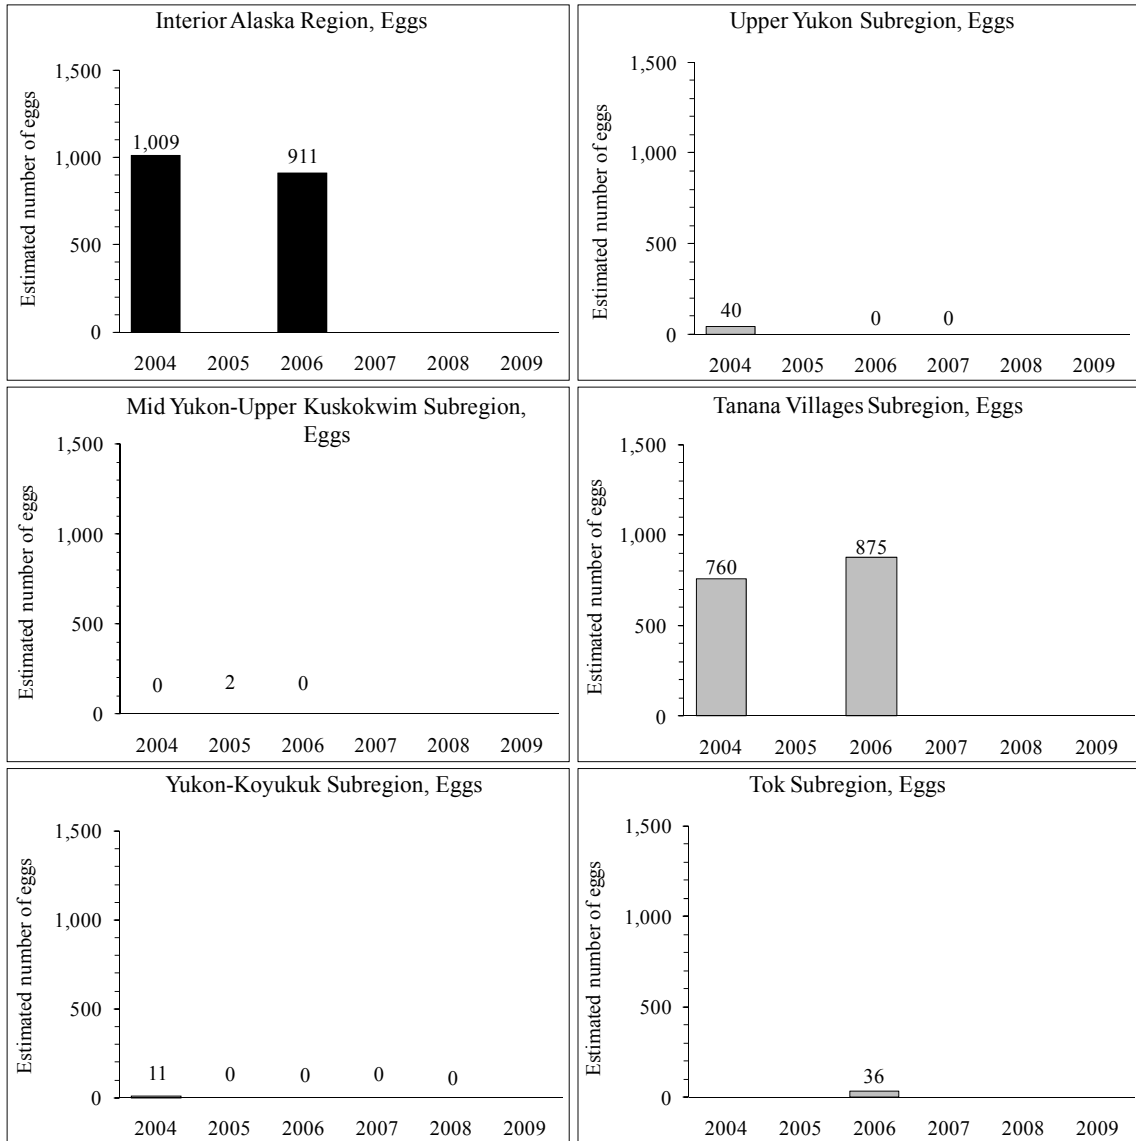 Interior Alaska Region, Eggs
Estimated number of eggs
1,500
1,000
500
0
1,009
911
2004 2005 2006 2007 2008 2009
Upper Yukon Subregion, Eggs
Estimated number of eggs
1,500
1,000
500
0
40 0 0
2004 2005 2006 2007 2008 2009
Mid Yukon-Upper Kuskokwim Subregion,
Eggs
Estimated number of eggs
1,500
1,000
500
0
0 2 0
2004 2005 2006 2007 2008 2009
Tanana Villages Subregion, Eggs
Estimated number of eggs
1,500
1,000
500
0
760
875
2004 2005 2006 2007 2008 2009
Yukon-Koyukuk Subregion, Eggs
Estimated number of eggs
1,500
1,000
500
0
11 0 0 0 0
2004 2005 2006 2007 2008 2009
Tok Subregion, Eggs
Estimated number of eggs
1,500
1,000
500
0
36
2004 2005 2006 2007 2008 2009